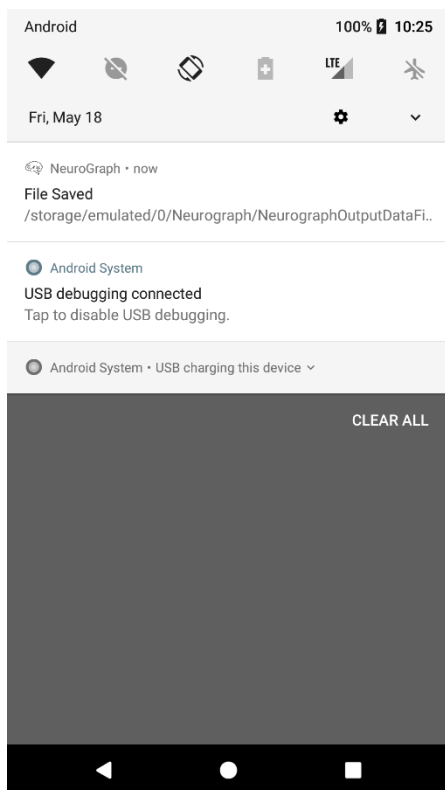 Android 100% 10:25
LTE
Fri, May 18
NeuroGraph • now
File Saved
/storage/emulated/0/Neurograph/NeurographOutputDataFi..
Android System
USB debugging connected
Tap to disable USB debugging.
Android System • USB charging this device
CLEAR ALL